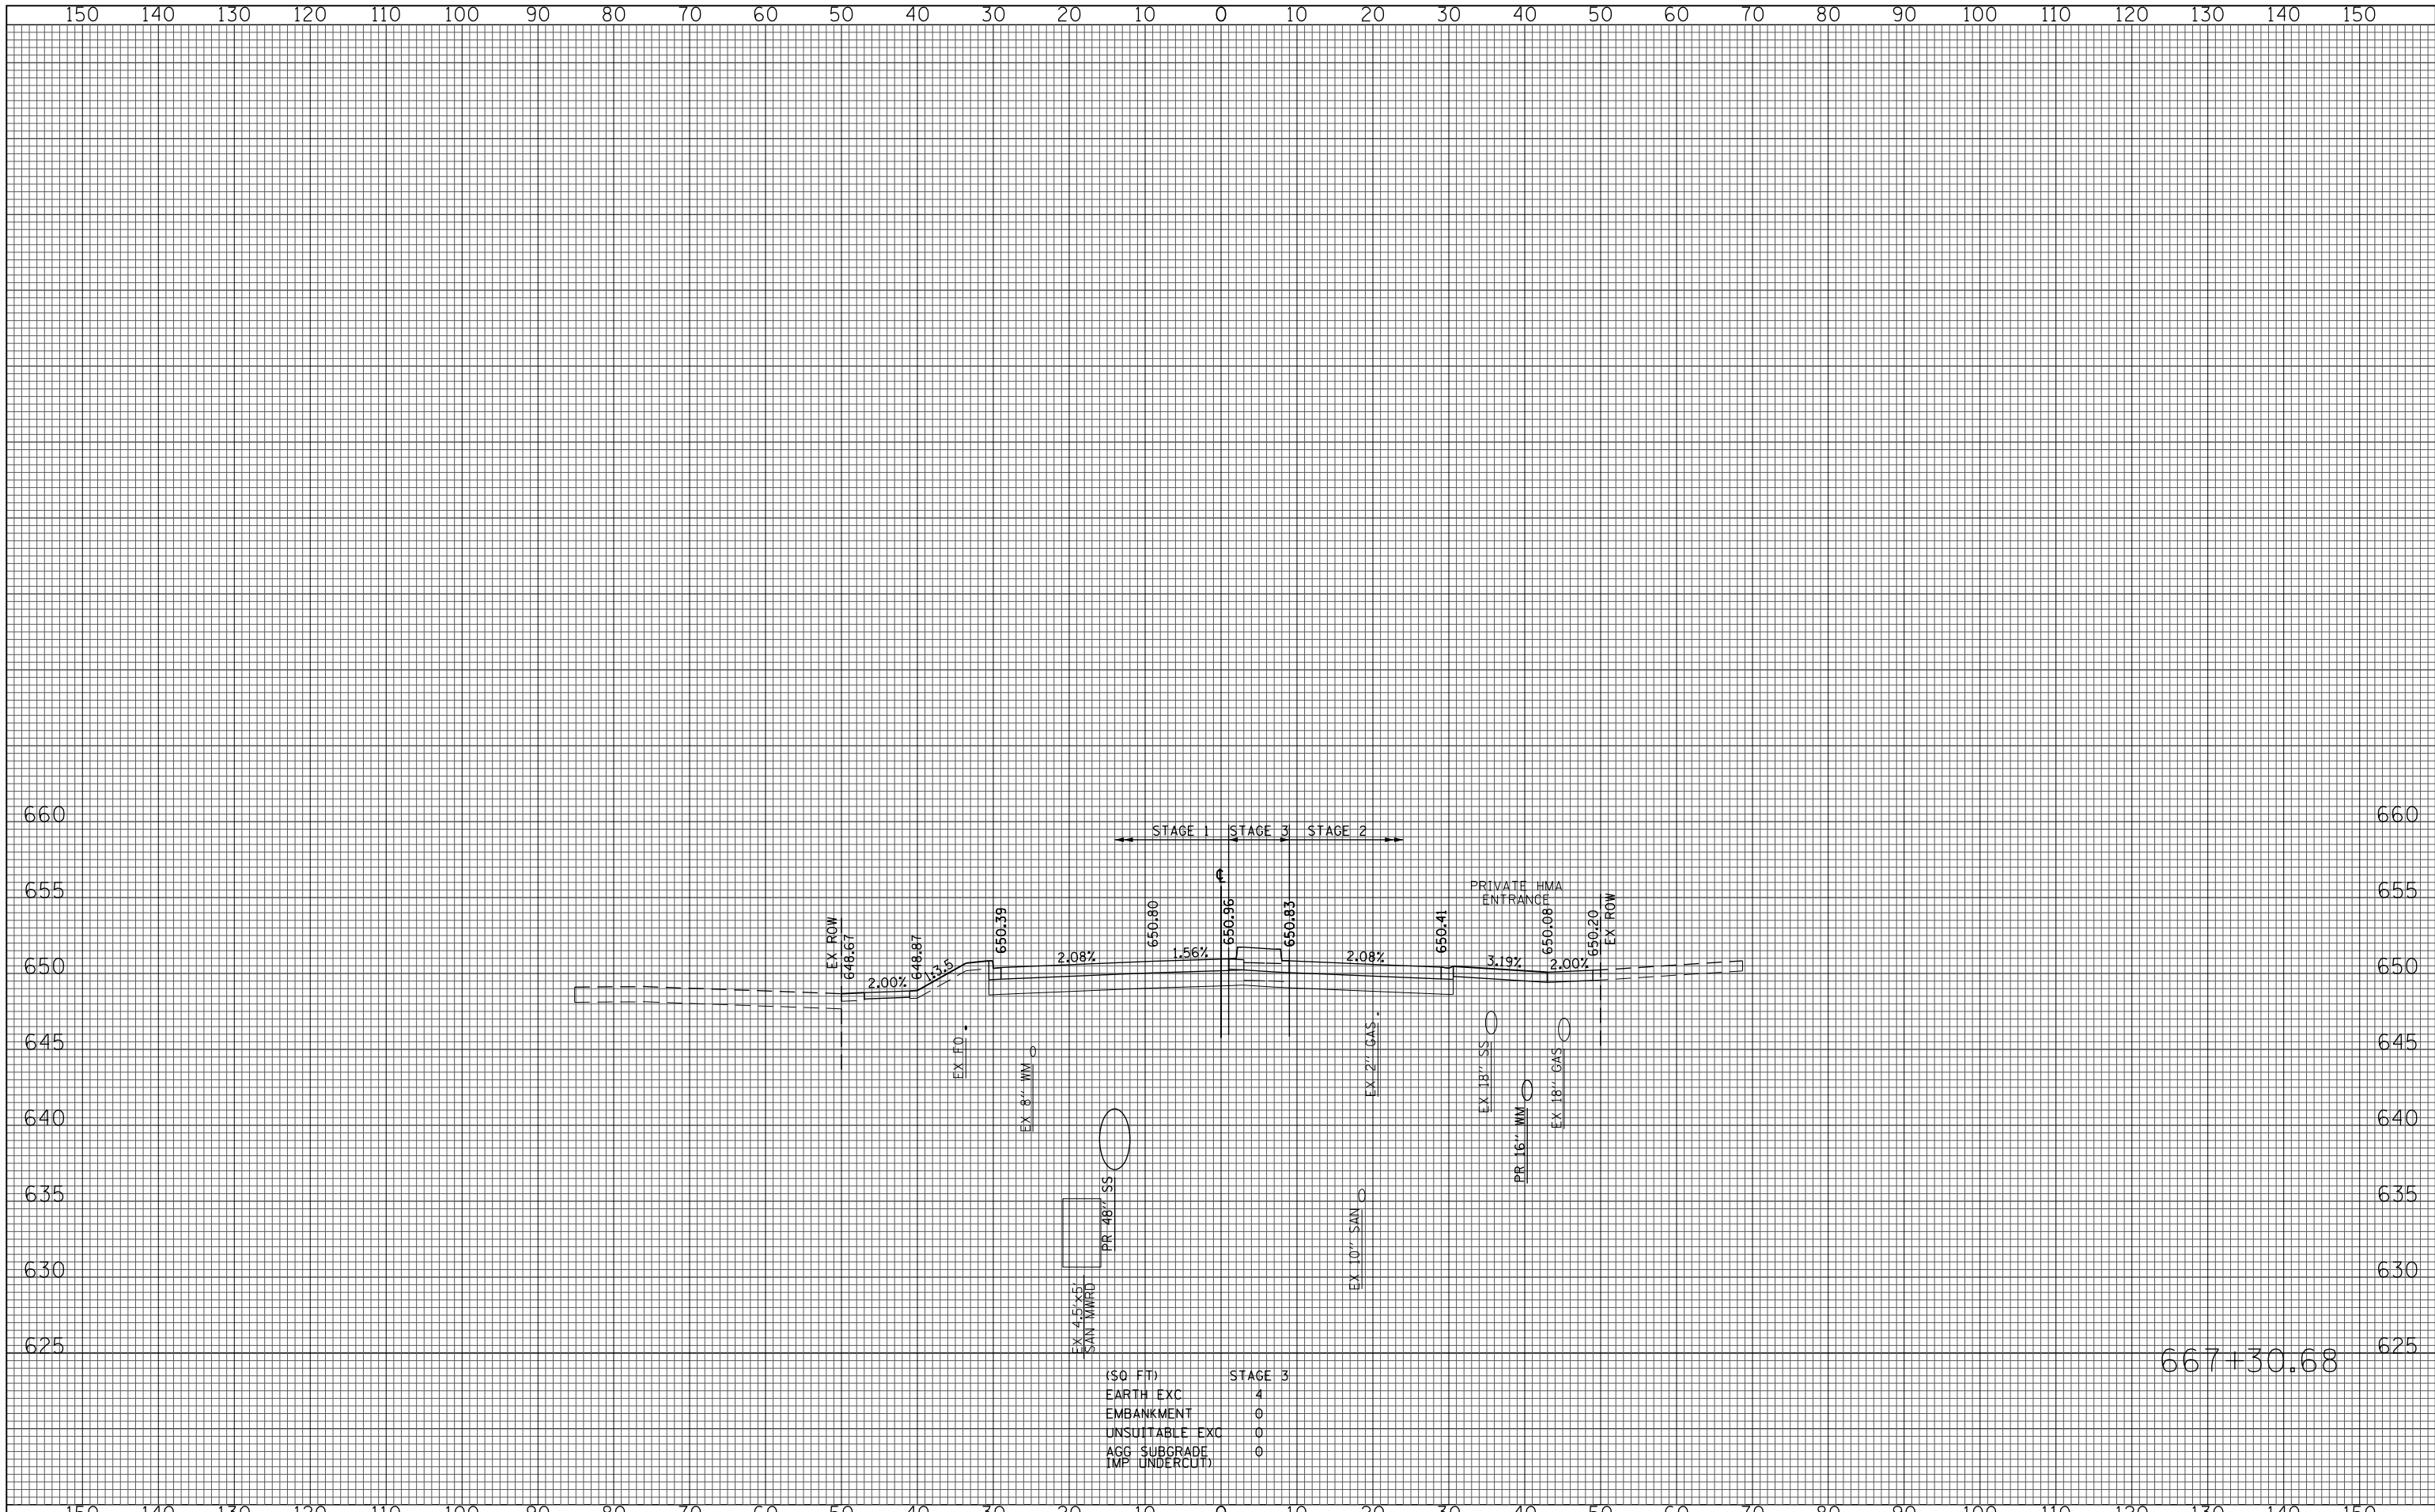 150 140 130 120 110 100 90 80 70 60 50 40 30 20 10 0 10 20 30 40 50 60 70 80 90 100 110 120 130 140 150
660 660
STAGE 1 STAGE 3 STAGE 2
℄
655 655
PRIVATE HMA
ENTRANCE
EX ROW
648.67
648.87
650.39
650.80
650.96
650.83
650.41
650.08
650.20
EX ROW
650 650
2.00%
1:3.5
2.08%
1.56%
2.08%
3.19%
2.00%
645 645
EX FO
EX 8" WM
EX 2" GAS
EX 18" SS
PR 16" WM
EX 18" GAS
640 640
635 635
PR 48" SS
EX 10" SAN
630 630
EX 4.5'x5'
SAN MWRD
625 625
667+30.68
(SQ FT) STAGE 3
EARTH EXC 4
EMBANKMENT 0
UNSUITABLE EXC 0
AGG SUBGRADE 0
IMP UNDERCUT)
150 140 130 120 110 100 90 80 70 60 50 40 30 20 10 0 10 20 30 40 50 60 70 80 90 100 110 120 130 140 150